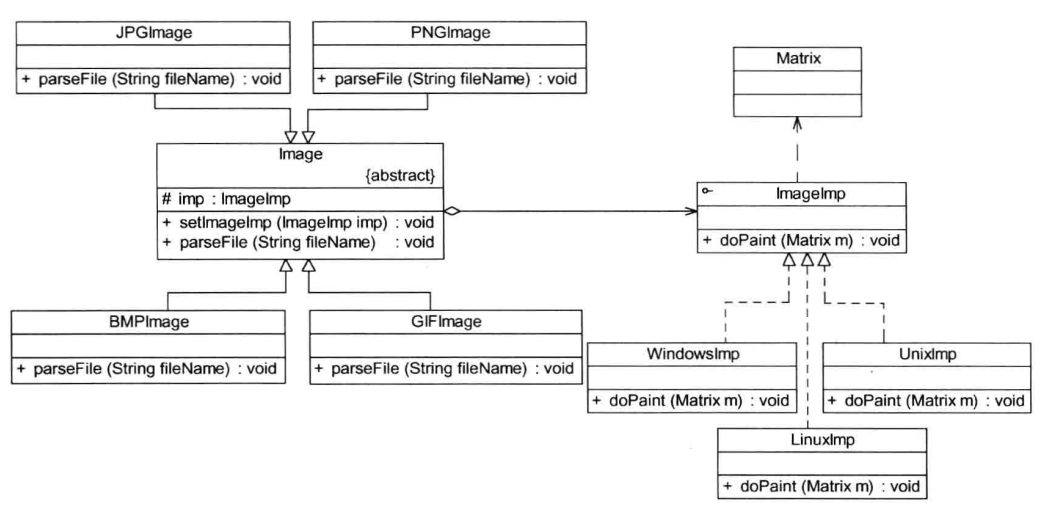 JPGImage
+ parseFile (String fileName) : void
PNGImage
+ parseFile (String fileName) : void
Matrix
Image
{abstract}
# imp : ImageImp
+ setImageImp (ImageImp imp) : void
+ parseFile (String fileName) : void
ImageImp
+ doPaint (Matrix m) : void
BMPImage
+ parseFile (String fileName) : void
GIFImage
+ parseFile (String fileName) : void
WindowsImp
+ doPaint (Matrix m) : void
UnixImp
+ doPaint (Matrix m) : void
LinuxImp
+ doPaint (Matrix m) : void